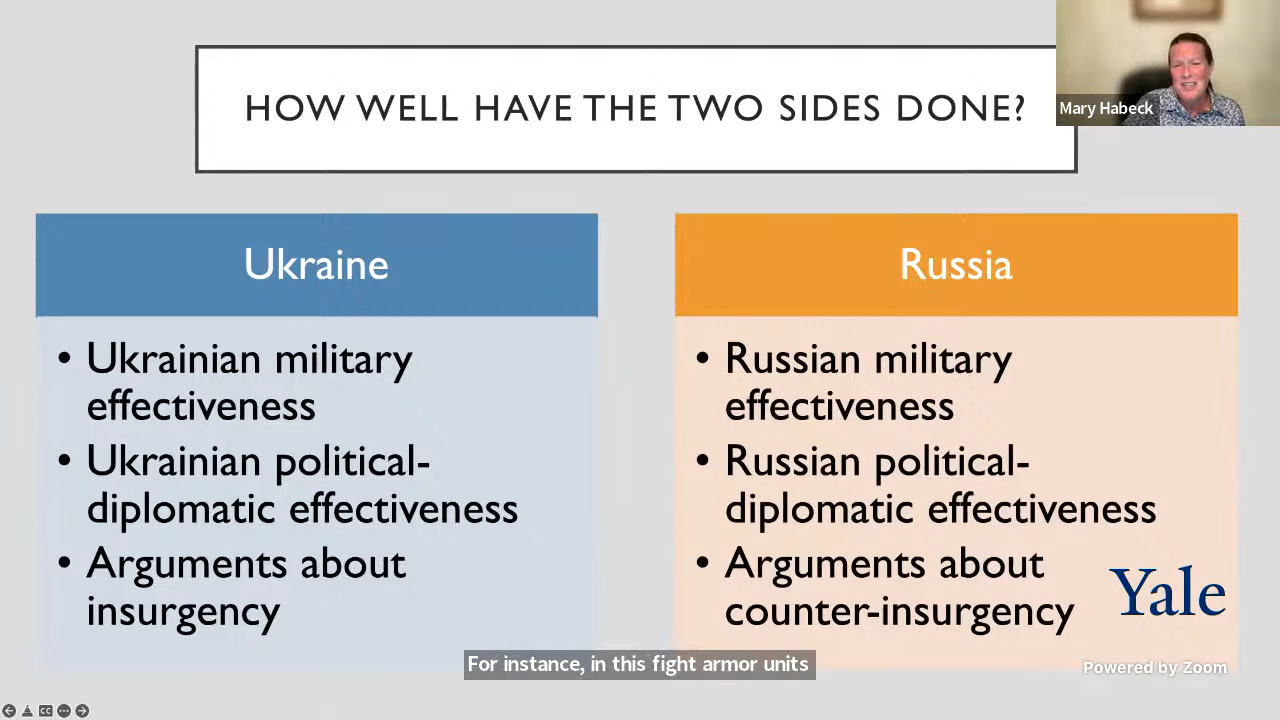 HOW WELL HAVE THE TWO SIDES DONE?
Mary Habeck
Ukraine
• Ukrainian military
effectiveness
• Ukrainian political-
diplomatic effectiveness
• Arguments about
insurgency
Russia
• Russian military
effectiveness
• Russian political-
diplomatic effectiveness
• Arguments about
counter-insurgency
Yale
For instance, in this fight armor units
Powered by Zoom
CC